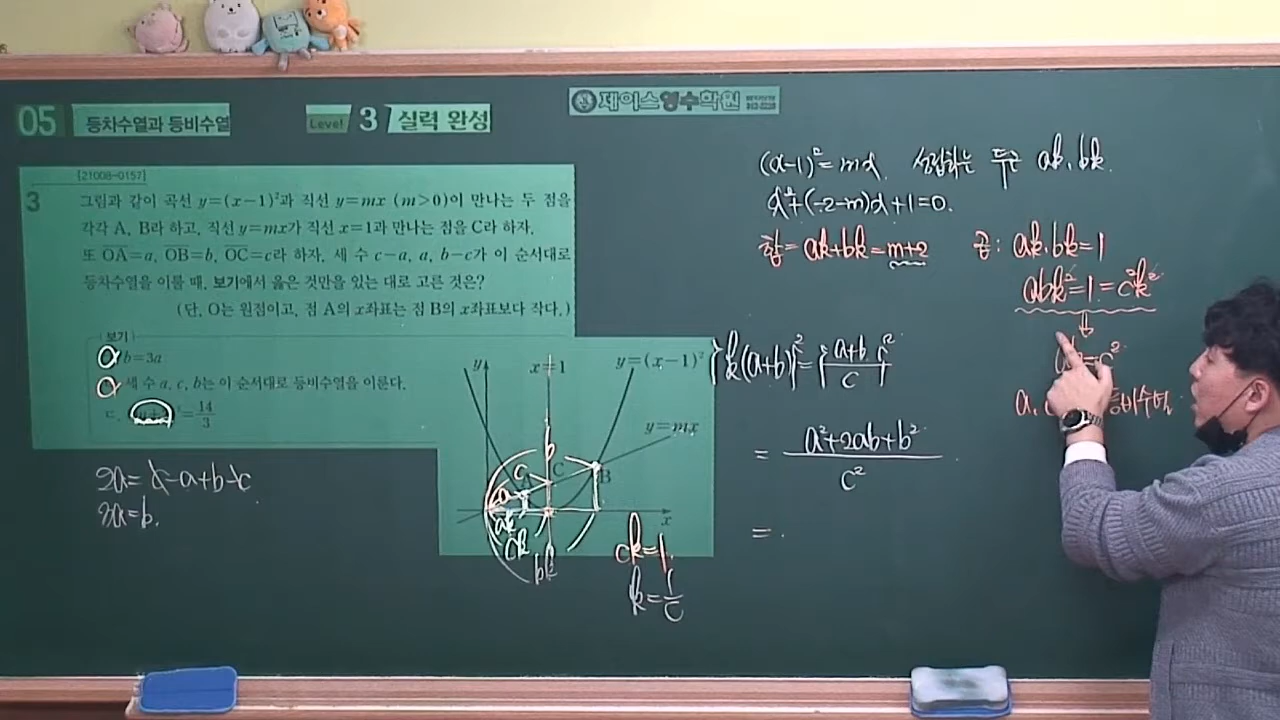 05 등차수열과 등비수열
Level 3 실력 완성
제이스영수학원
[21008-0157]
3 그림과 같이 곡선 y=(x-1)²과 직선 y=mx (m>0)이 만나는 두 점을
각각 A, B라 하고, 직선 y=mx가 직선 x=1과 만나는 점을 C라 하자.
또 OA=a, OB=b, OC=c라 하자. 세 수 c-a, a, b-c가 이 순서대로
등차수열을 이룰 때, 보기에서 옳은 것만을 있는 대로 고른 것은?
(단, O는 원점이고, 점 A의 x좌표는 점 B의 x좌표보다 작다.)
보기
b=3a
세 수 a, c, b는 이 순서대로 등비수열을 이룬다.
ㄷ. =14/3
2a=c-a+b-c
3a=b.
y
x=1
y=(x-1)²
y=mx
b
c
C
B
a
ak
ck
bk
x
ck=1.
k=1/c
(x-1)²=mx 성립하는 두근 ak, bk.
x²+(-2-m)x+1=0.
합=ak+bk=m+2 곱: ak·bk=1
abk²=1=c²k²
{k(a+b)}²={(a+b)/c}²
=(a²+2ab+b²)/c²
=c²
a, 등비수열
=